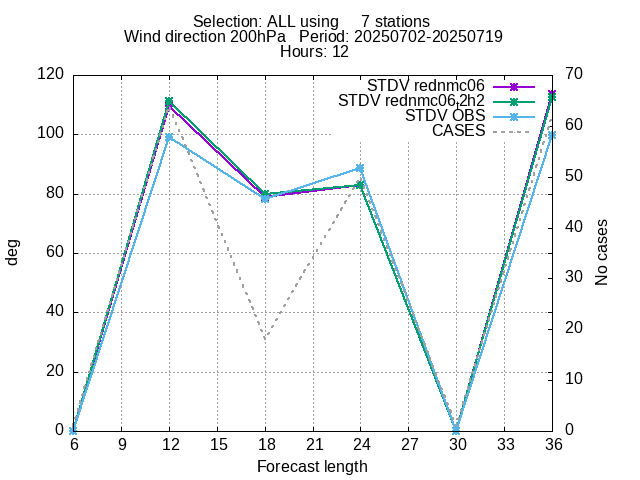 Selection: ALL using     7 stations
Wind direction 200hPa   Period: 20250702-20250719
Hours: 12
STDV rednmc06
STDV rednmc06_2h2
STDV OBS
CASES
120
100
80
60
40
20
0
70
60
50
40
30
20
10
0
deg
No cases
6 9 12 15 18 21 24 27 30 33 36
Forecast length